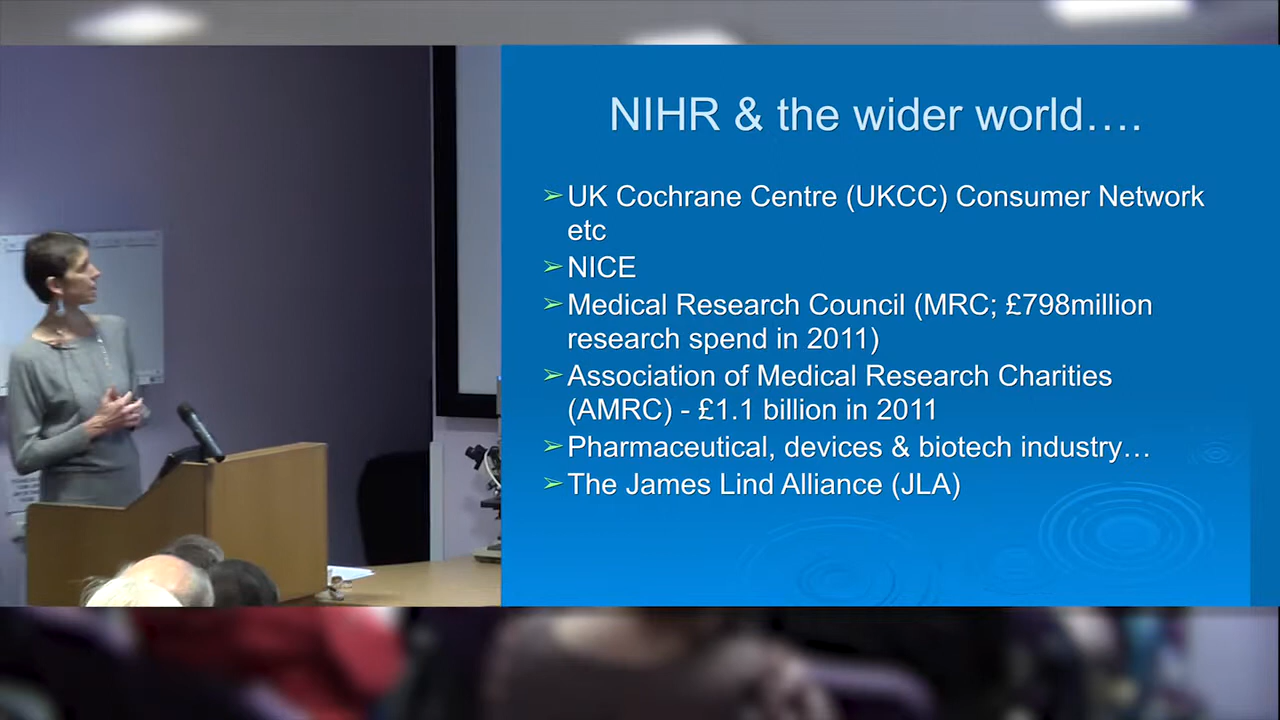 NIHR & the wider world….
➢UK Cochrane Centre (UKCC) Consumer Network
etc
➢NICE
➢Medical Research Council (MRC; £798million
research spend in 2011)
➢Association of Medical Research Charities
(AMRC) - £1.1 billion in 2011
➢Pharmaceutical, devices & biotech industry…
➢The James Lind Alliance (JLA)